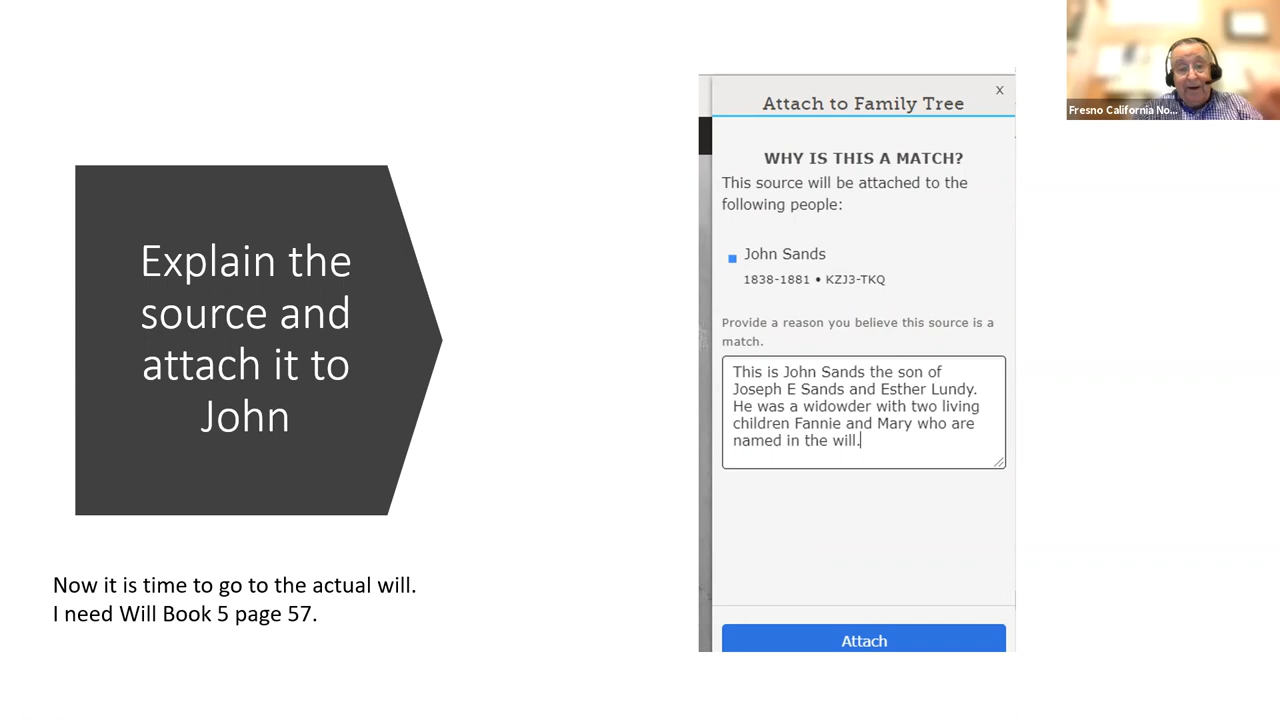 Explain the
source and
attach it to
John
Now it is time to go to the actual will.
I need Will Book 5 page 57.
x
Attach to Family Tree
WHY IS THIS A MATCH?
This source will be attached to the
following people:
John Sands
1838-1881 • KZJ3-TKQ
Provide a reason you believe this source is a
match.
This is John Sands the son of
Joseph E Sands and Esther Lundy.
He was a widowder with two living
children Fannie and Mary who are
named in the will.
Attach
Fresno California No...